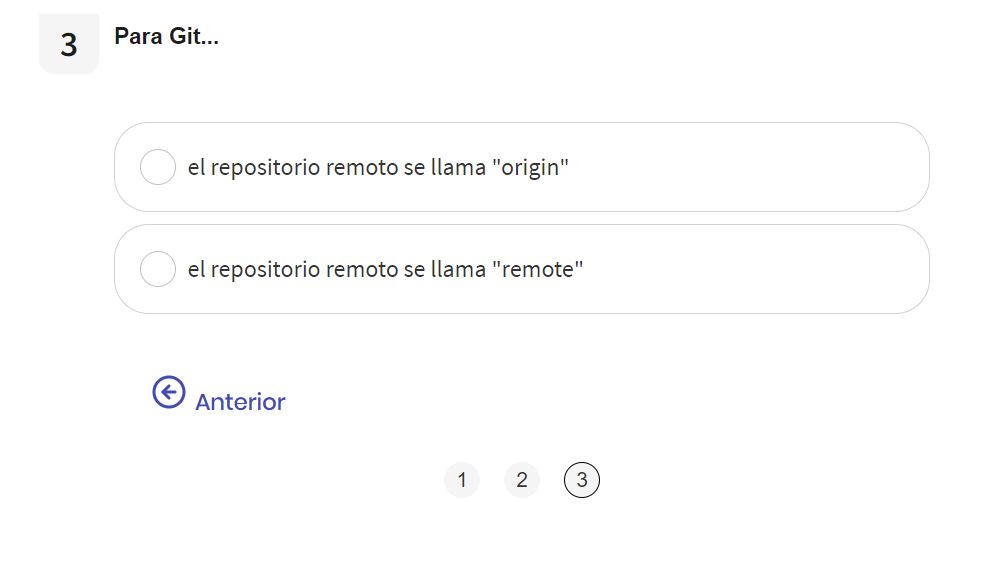 3
Para Git...
el repositorio remoto se llama "origin"
el repositorio remoto se llama "remote"
Anterior
1 2 3